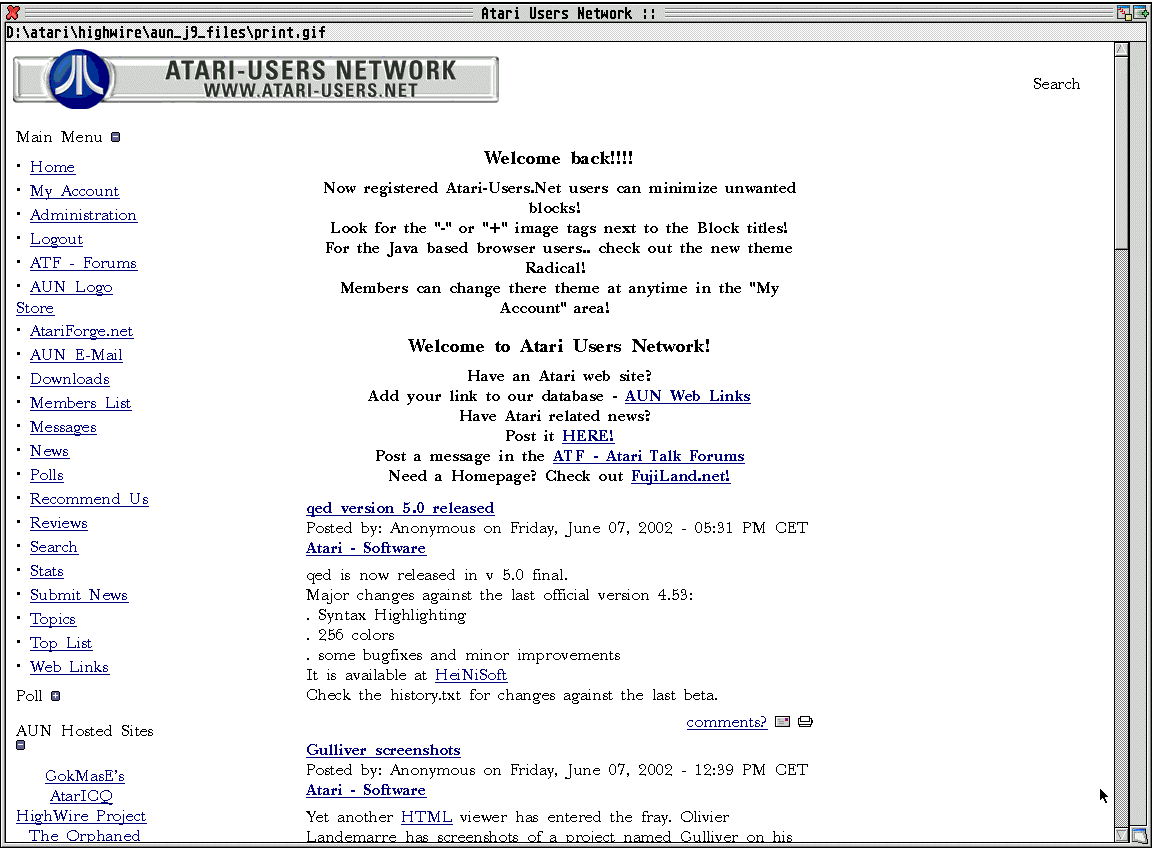 Atari Users Network ::
D:\atari\highwire\aun_j9_files\print.gif
ATARI-USERS NETWORK
WWW.ATARI-USERS.NET
Search
Main Menu
· Home
· My Account
· Administration
· Logout
· ATF - Forums
· AUN Logo
Store
· AtariForge.net
· AUN E-Mail
· Downloads
· Members List
· Messages
· News
· Polls
· Recommend Us
· Reviews
· Search
· Stats
· Submit News
· Topics
· Top List
· Web Links
Poll
AUN Hosted Sites
GokMasE's
AtarICQ
HighWire Project
The Orphaned
Welcome back!!!!
Now registered Atari-Users.Net users can minimize unwanted
blocks!
Look for the "-" or "+" image tags next to the Block titles!
For the Java based browser users.. check out the new theme
Radical!
Members can change there theme at anytime in the "My
Account" area!
Welcome to Atari Users Network!
Have an Atari web site?
Add your link to our database - AUN Web Links
Have Atari related news?
Post it HERE!
Post a message in the ATF - Atari Talk Forums
Need a Homepage? Check out FujiLand.net!
qed version 5.0 released
Posted by: Anonymous on Friday, June 07, 2002 - 05:31 PM CET
Atari - Software
qed is now released in v 5.0 final.
Major changes against the last official version 4.53:
. Syntax Highlighting
. 256 colors
. some bugfixes and minor improvements
It is available at HeiNiSoft
Check the history.txt for changes against the last beta.
comments?
Gulliver screenshots
Posted by: Anonymous on Friday, June 07, 2002 - 12:39 PM CET
Atari - Software
Yet another HTML viewer has entered the fray. Olivier
Landemarre has screenshots of a project named Gulliver on his